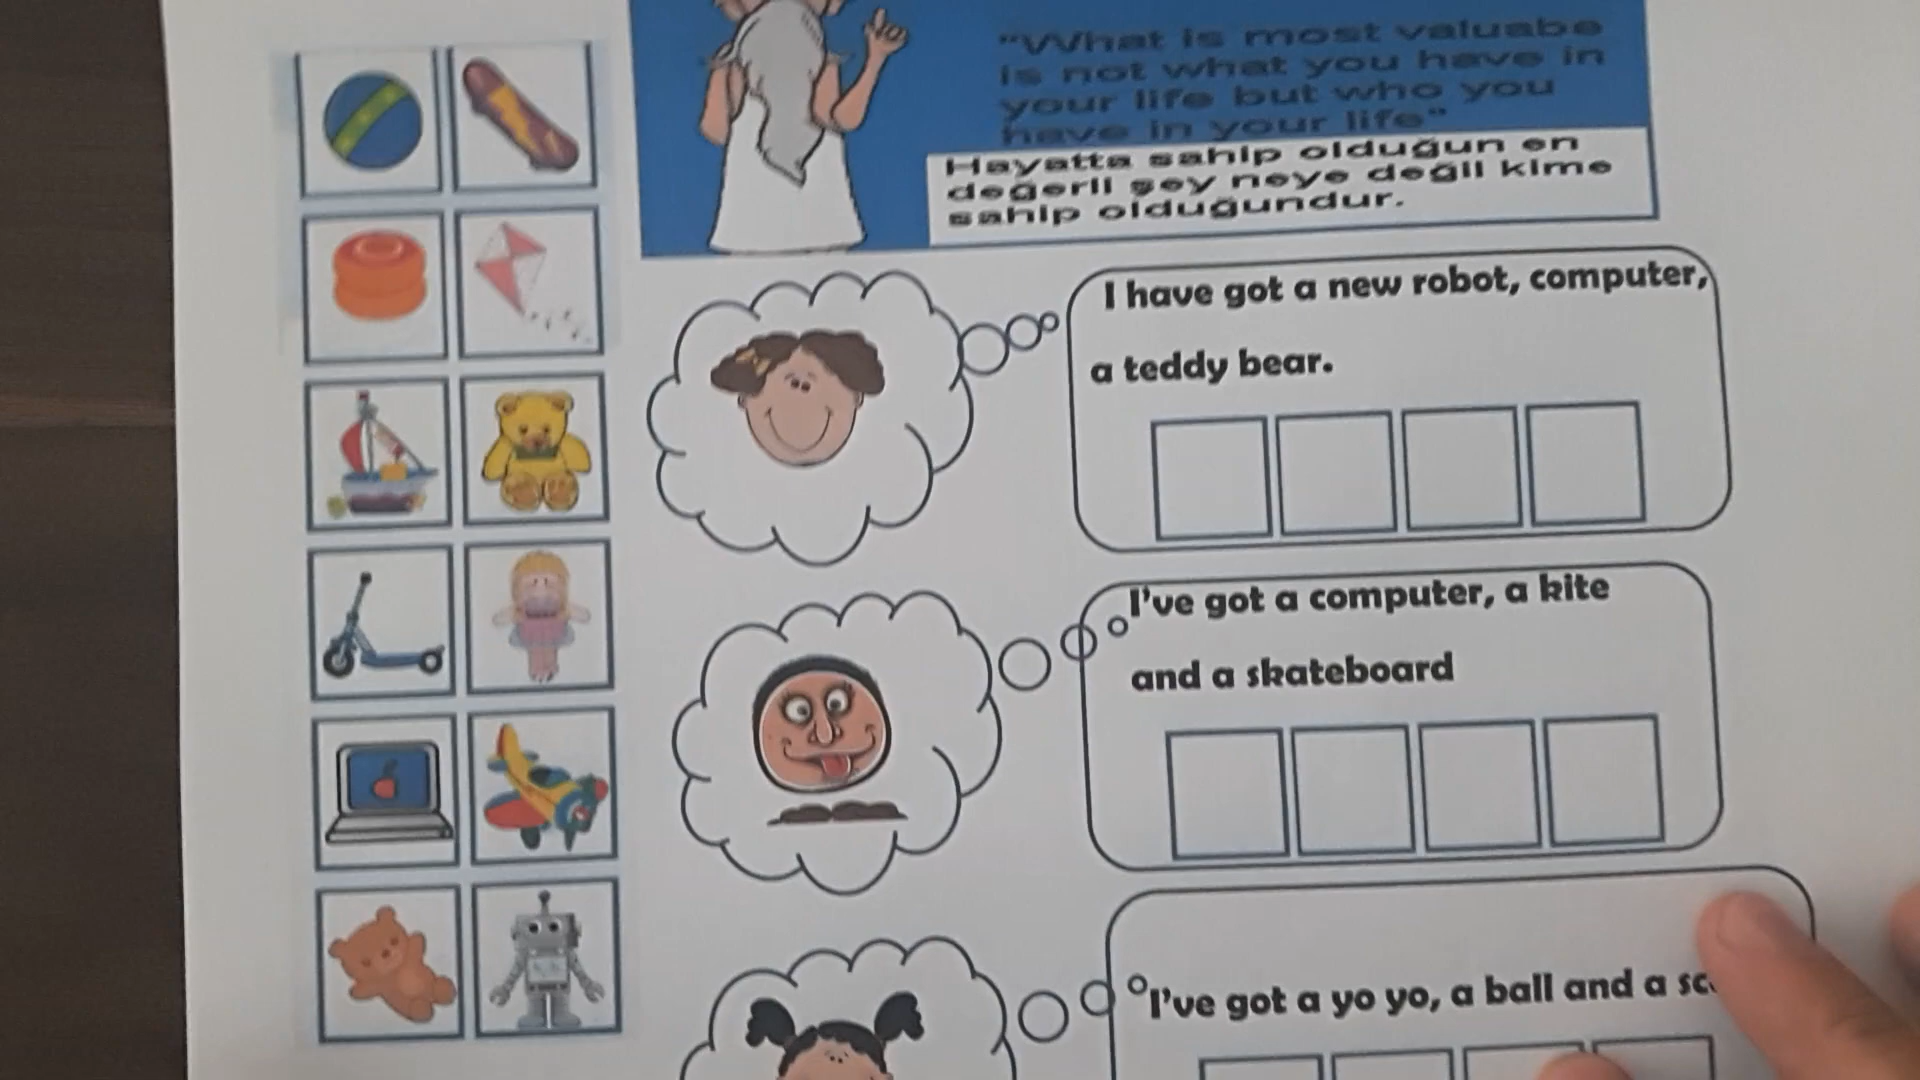 "What is most valuabe
is not what you have in
your life but who you
have in your life"
Hayatta sahip olduğun en
değerli şey neye değil kime
sahip olduğundur.
I have got a new robot, computer,
a teddy bear.
I've got a computer, a kite
and a skateboard
I've got a yo yo, a ball and a